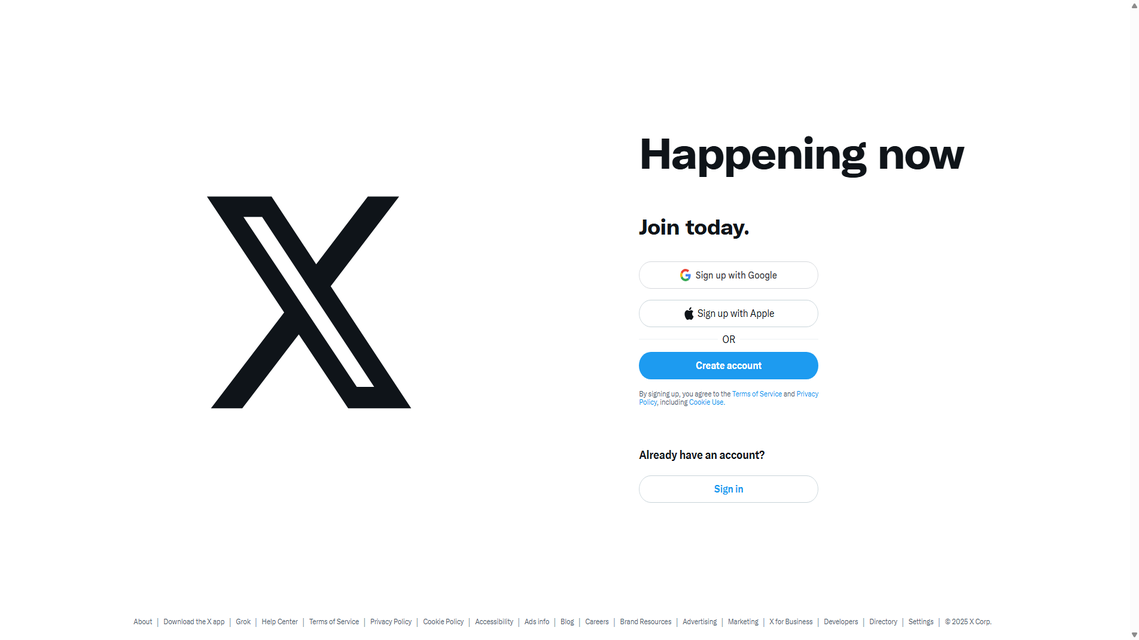 Happening now
Join today.
Sign up with Google
Sign up with Apple
OR
Create account
By signing up, you agree to the Terms of Service and Privacy
Policy, including Cookie Use.
Already have an account?
Sign in
About | Download the X app | Grok | Help Center | Terms of Service | Privacy Policy | Cookie Policy | Accessibility | Ads info | Blog | Careers | Brand Resources | Advertising | Marketing | X for Business | Developers | Directory | Settings | © 2025 X Corp.